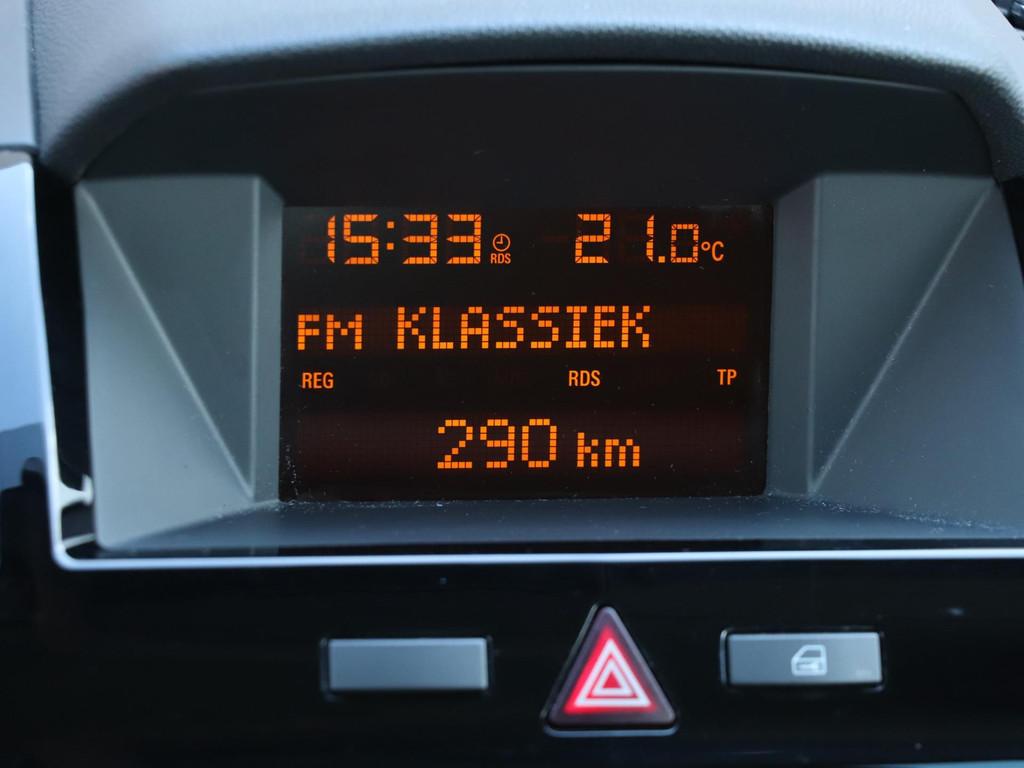 15:33 RDS 21.0 °C
FM KLASSIEK
REG RDS TP
290 km